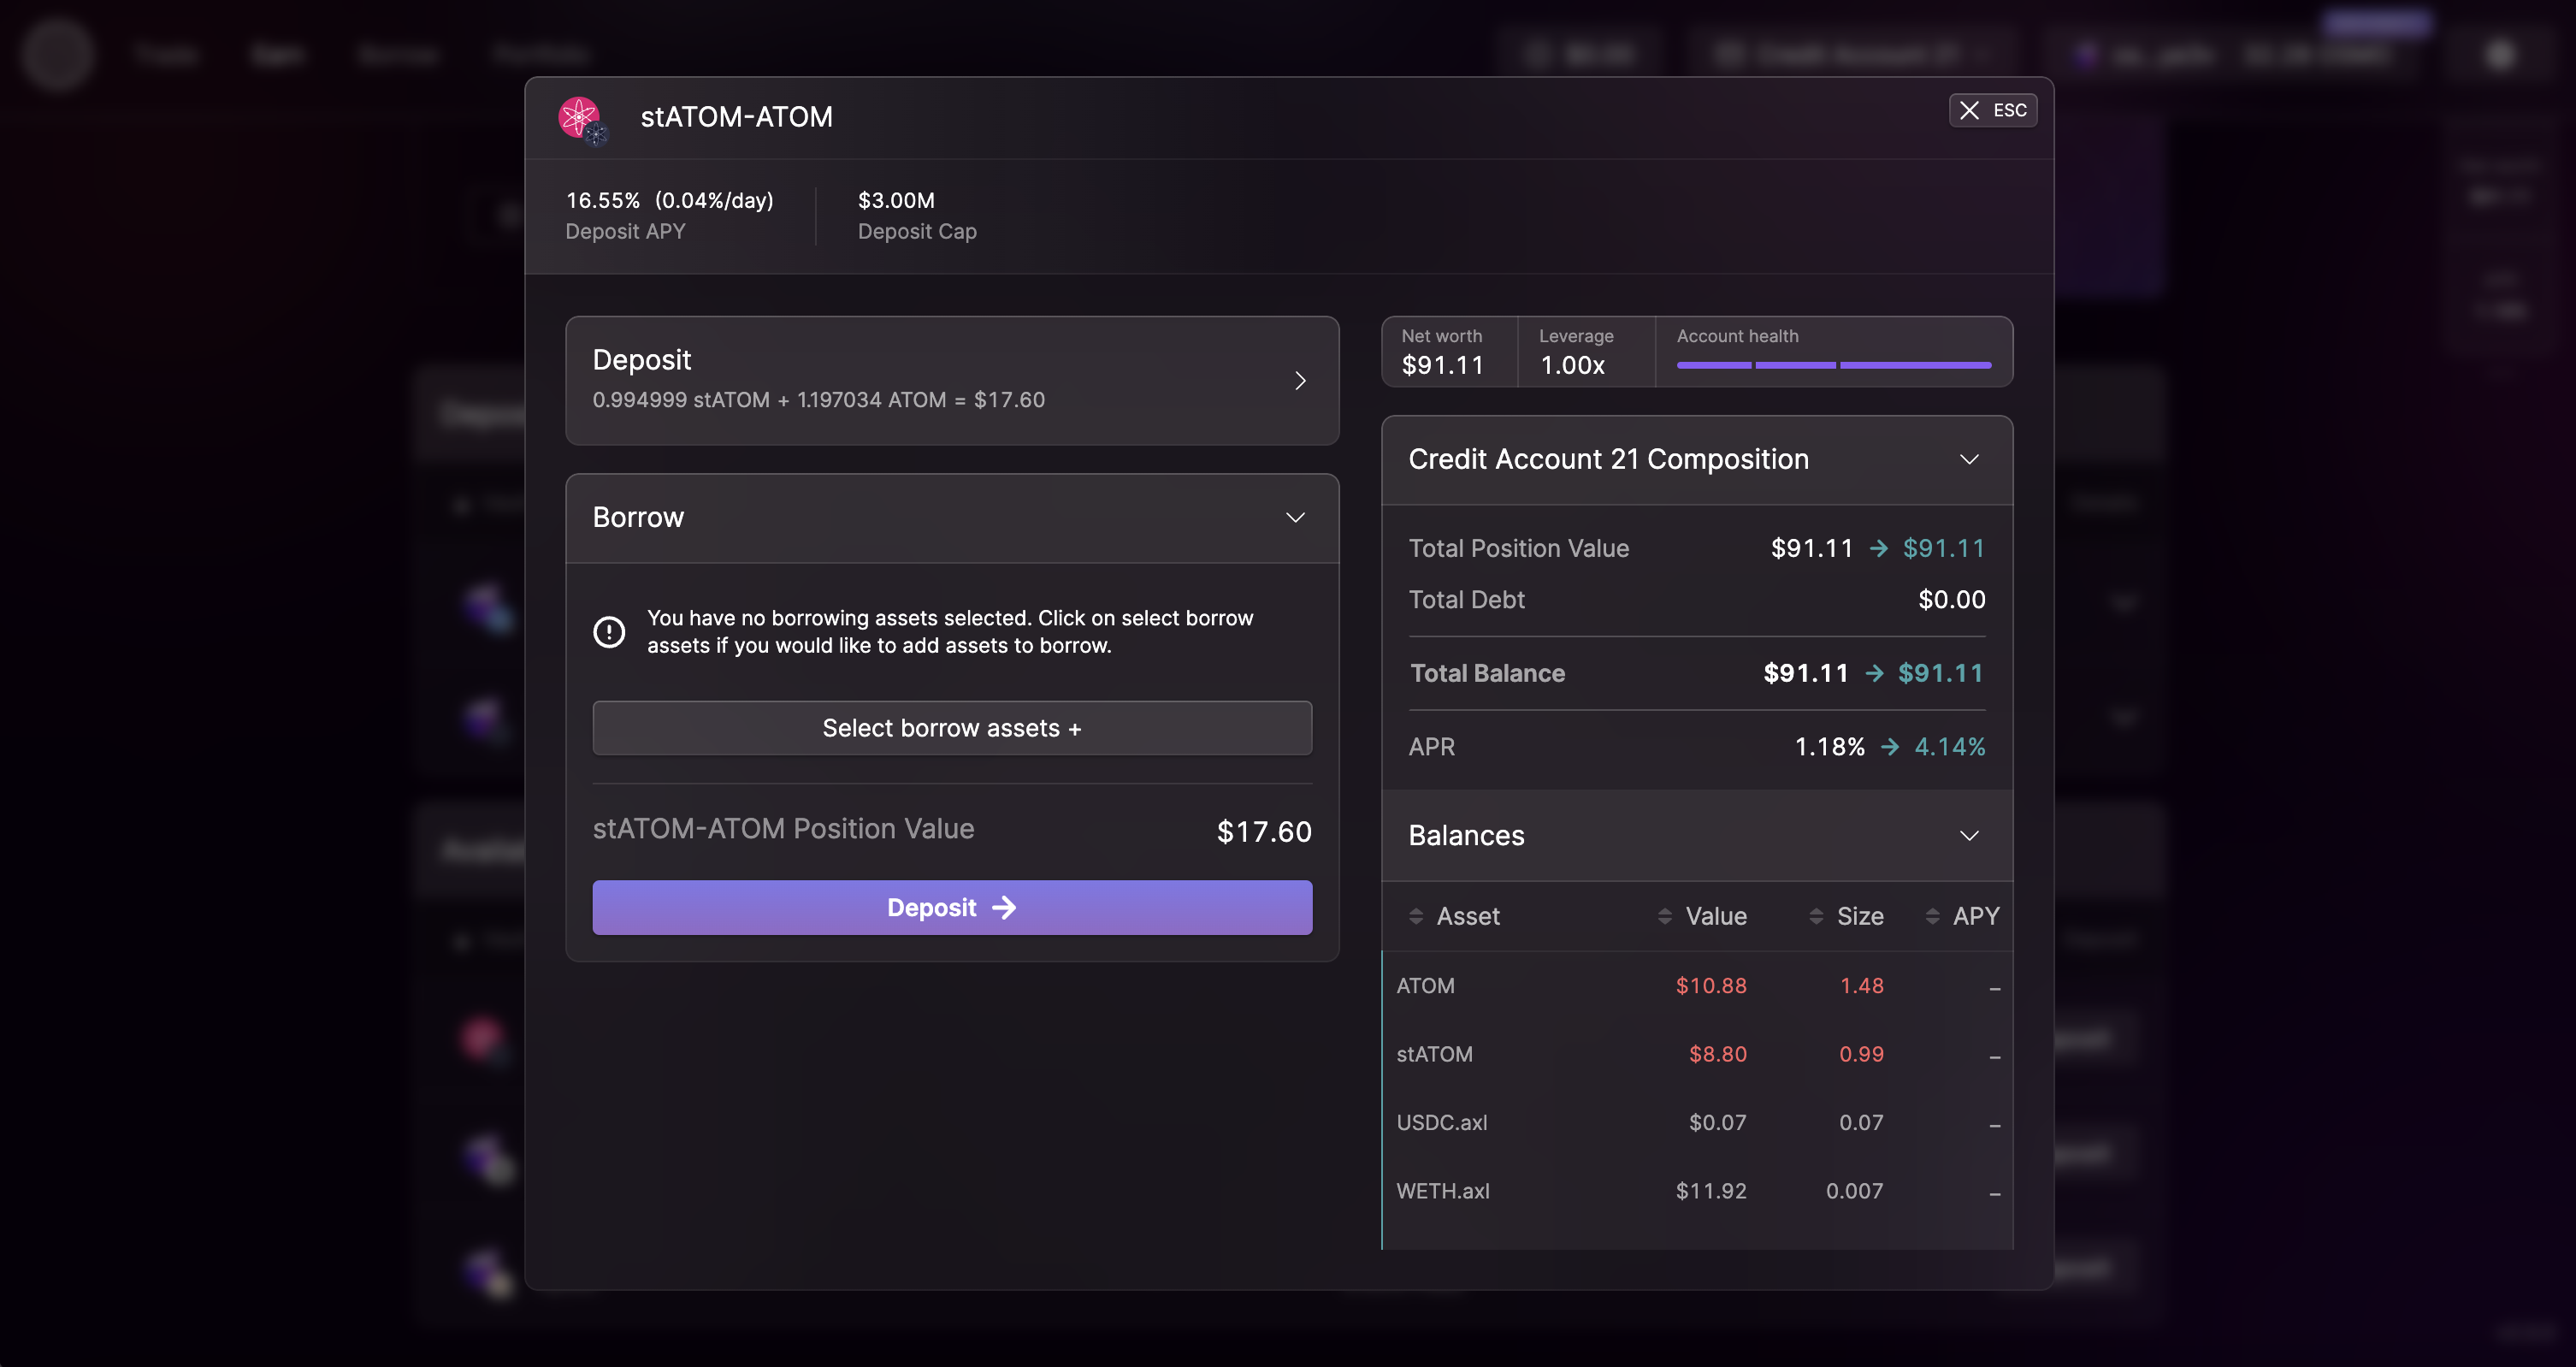 stATOM-ATOM
ESC
16.55% (0.04%/day)
Deposit APY
$3.00M
Deposit Cap
Deposit
0.994999 stATOM + 1.197034 ATOM = $17.60
Borrow
You have no borrowing assets selected. Click on select borrow
assets if you would like to add assets to borrow.
Select borrow assets +
stATOM-ATOM Position Value $17.60
Deposit
Net worth
$91.11
Leverage
1.00x
Account health
Credit Account 21 Composition
Total Position Value $91.11 → $91.11
Total Debt $0.00
Total Balance $91.11 → $91.11
APR 1.18% → 4.14%
Balances
Asset Value Size APY
ATOM $10.88 1.48 –
stATOM $8.80 0.99 –
USDC.axl $0.07 0.07 –
WETH.axl $11.92 0.007 –